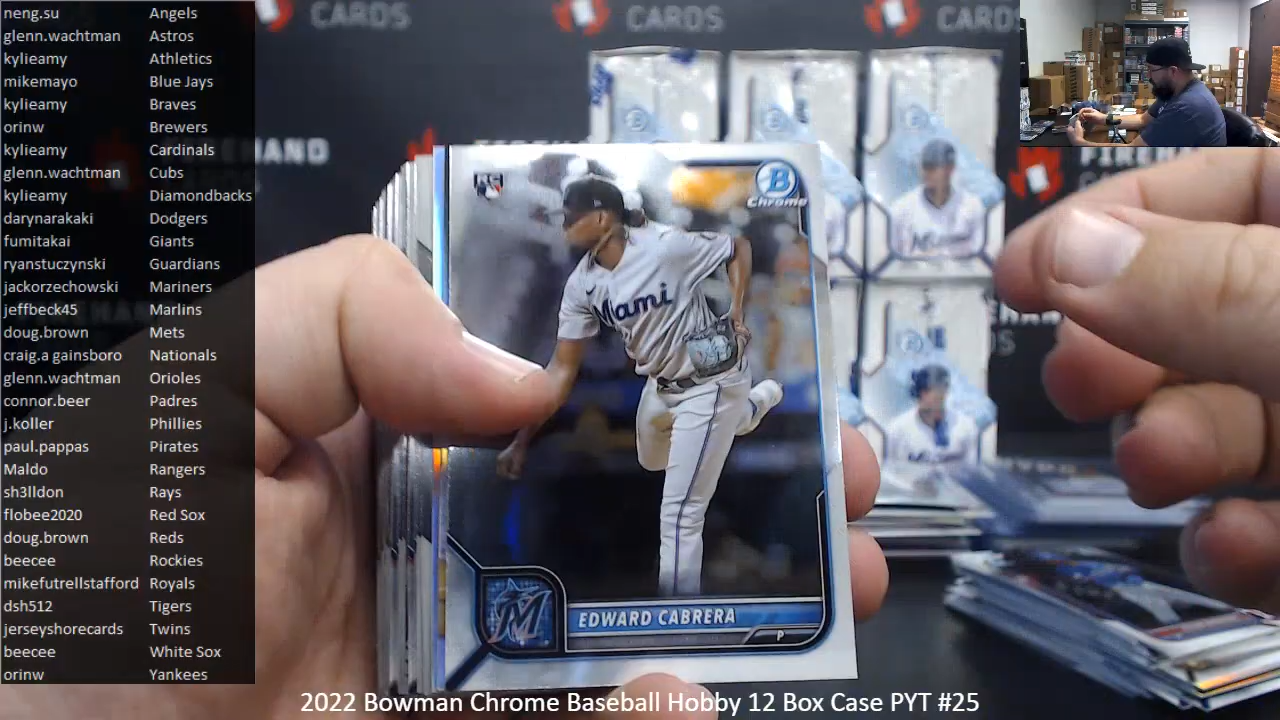 neng.su Angels
glenn.wachtman Astros
kylieamy Athletics
mikemayo Blue Jays
kylieamy Braves
orinw Brewers
kylieamy Cardinals
glenn.wachtman Cubs
kylieamy Diamondbacks
darynarakaki Dodgers
fumitakai Giants
ryanstuczynski Guardians
jackorzechowski Mariners
jeffbeck45 Marlins
doug.brown Mets
craig.a gainsboro Nationals
glenn.wachtman Orioles
connor.beer Padres
j.koller Phillies
paul.pappas Pirates
Maldo Rangers
sh3lldon Rays
flobee2020 Red Sox
doug.brown Reds
beecee Rockies
mikefutrellstafford Royals
dsh512 Tigers
jerseyshorecards Twins
beecee White Sox
orinw Yankees
CARDS
CARDS
CARDS
RC
B
Chrome
Miami
M
EDWARD CABRERA
P
2022 Bowman Chrome Baseball Hobby 12 Box Case PYT #25